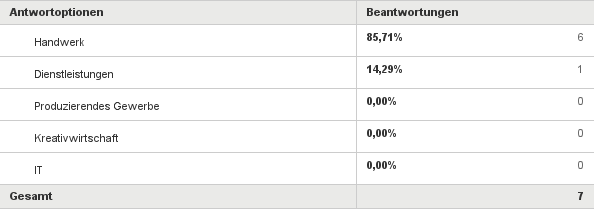 Antwortoptionen Beantwortungen
Handwerk 85,71% 6
Dienstleistungen 14,29% 1
Produzierendes Gewerbe 0,00% 0
Kreativwirtschaft 0,00% 0
IT 0,00% 0
Gesamt 7